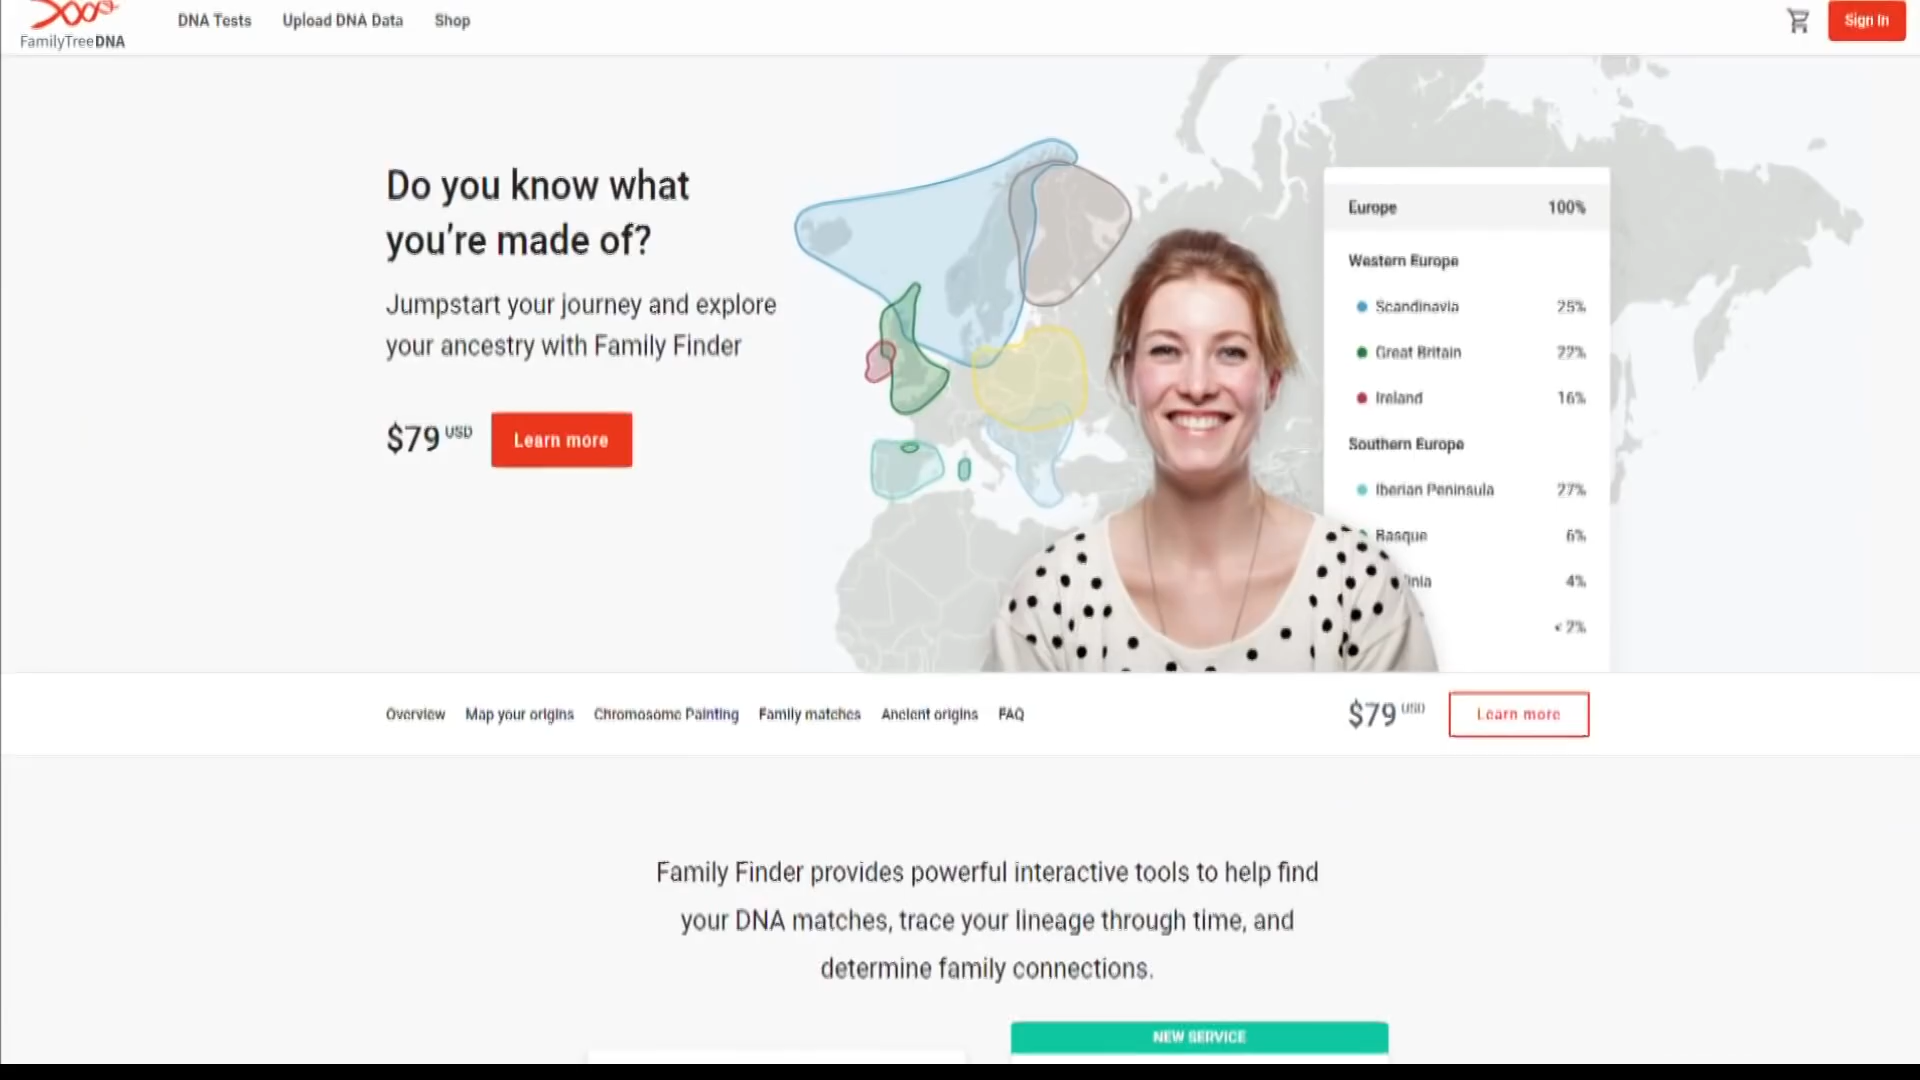 FamilyTreeDNA
DNA Tests
Upload DNA Data
Shop
Sign In
Do you know what
you're made of?
Jumpstart your journey and explore
your ancestry with Family Finder
$79 USD
Learn more
Europe 100%
Western Europe
Scandinavia 25%
Great Britain 22%
Ireland 16%
Southern Europe
Iberian Peninsula 27%
Basque 6%
inia 4%
< 2%
Overview
Map your origins
Chromosome Painting
Family matches
Ancient origins
FAQ
$79 USD
Learn more
Family Finder provides powerful interactive tools to help find
your DNA matches, trace your lineage through time, and
determine family connections.
NEW SERVICE